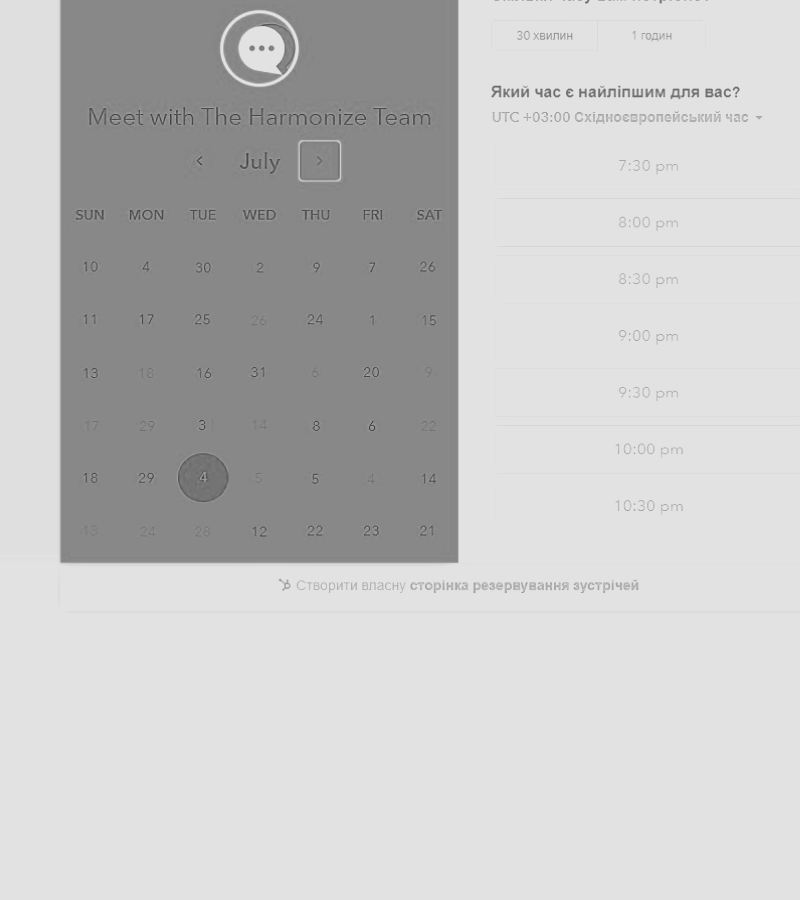 30 хвилин
1 годин
Який час є найліпшим для вас?
UTC +03:00 Східноєвропейський час
Meet with The Harmonize Team
July
SUN MON TUE WED THU FRI SAT
10 4 30 2 9 7 26
11 17 25 26 24 1 15
13 18 16 31 6 20 9
17 29 3 14 8 6 22
18 29 4 5 5 4 14
13 24 28 12 22 23 21
7:30 pm
8:00 pm
8:30 pm
9:00 pm
9:30 pm
10:00 pm
10:30 pm
Створити власну сторінка резервування зустрічей